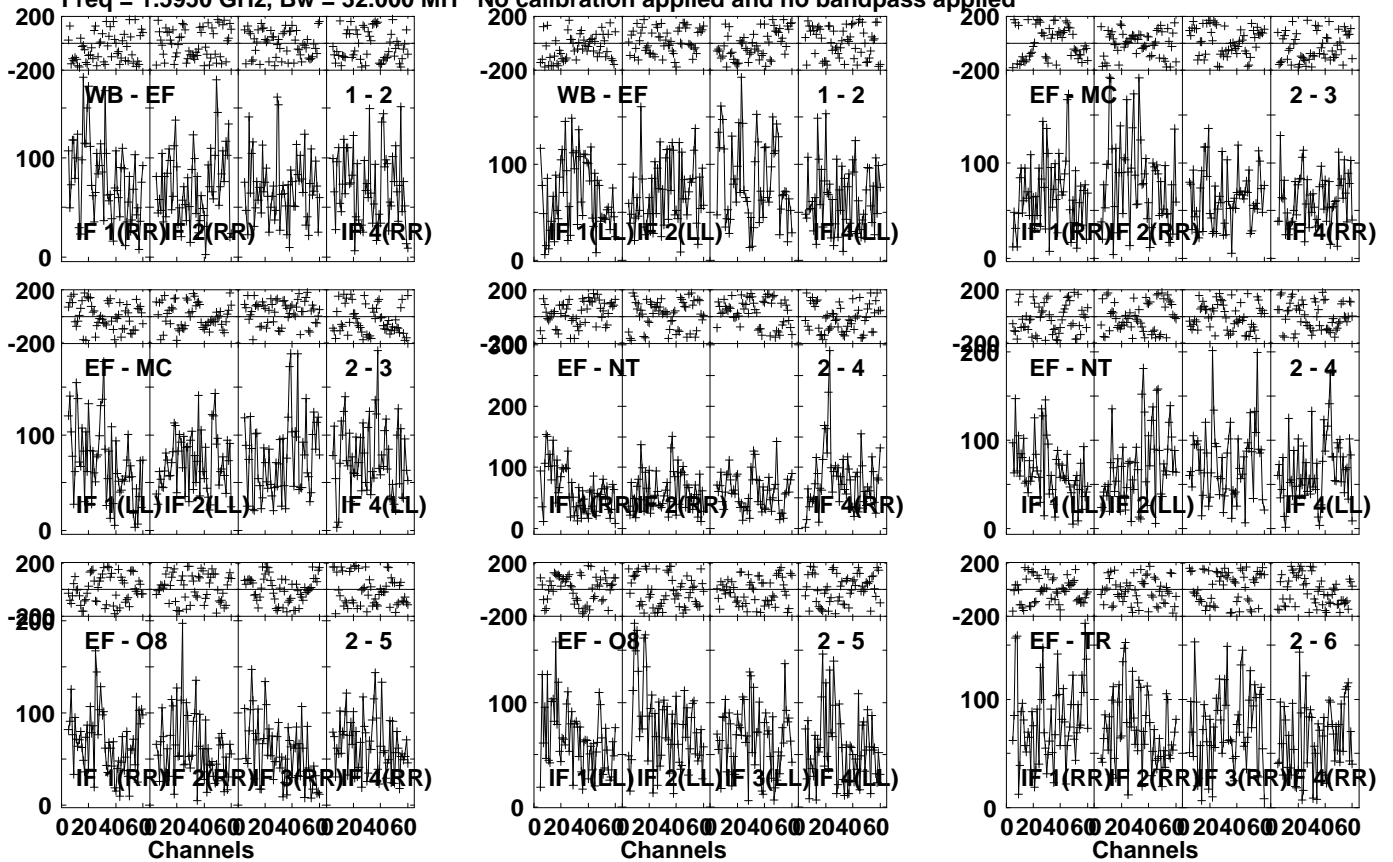 Freq = 1.5950 GHz, Bw = 32.000 MH No calibration applied and no bandpass applied
200
-200
WB - EF 1 - 2
100
IF 1(RR) IF 2(RR) IF 4(RR)
0
200
-200
WB - EF 1 - 2
100
IF 1(LL) IF 2(LL) IF 4(LL)
0
200
-200
EF - MC 2 - 3
100
IF 1(RR) IF 2(RR) IF 4(RR)
0
200
-200
EF - MC 2 - 3
100
IF 1(LL) IF 2(LL) IF 4(LL)
0
200
-200
300
EF - NT 2 - 4
200
100
IF 1(RR) IF 2(RR) IF 4(RR)
0
200
-200
200
EF - NT 2 - 4
100
IF 1(LL) IF 2(LL) IF 4(LL)
0
200
-200
200
EF - O8 2 - 5
100
IF 1(RR) IF 2(RR) IF 3(RR) IF 4(RR)
0
0 20 40 60 0 20 40 60 0 20 40 60 0 20 40 60
Channels
200
-200
EF - O8 2 - 5
100
IF 1(LL) IF 2(LL) IF 3(LL) IF 4(LL)
0
0 20 40 60 0 20 40 60 0 20 40 60 0 20 40 60
Channels
200
-200
EF - TR 2 - 6
100
IF 1(RR) IF 2(RR) IF 3(RR) IF 4(RR)
0
0 20 40 60 0 20 40 60 0 20 40 60 0 20 40 60
Channels